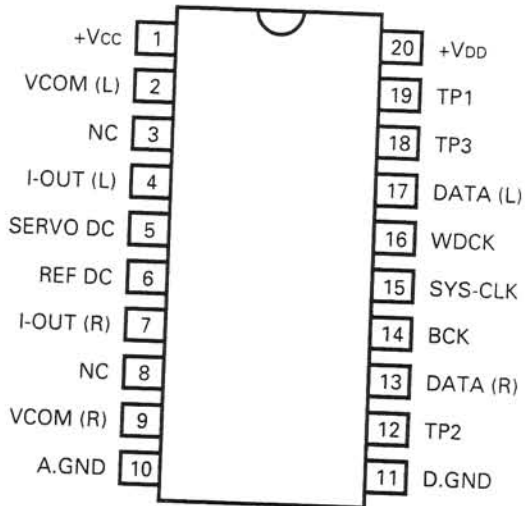 +Vcc 1
VCOM (L) 2
NC 3
I-OUT (L) 4
SERVO DC 5
REF DC 6
I-OUT (R) 7
NC 8
VCOM (R) 9
A.GND 10
20 +VDD
19 TP1
18 TP3
17 DATA (L)
16 WDCK
15 SYS-CLK
14 BCK
13 DATA (R)
12 TP2
11 D.GND